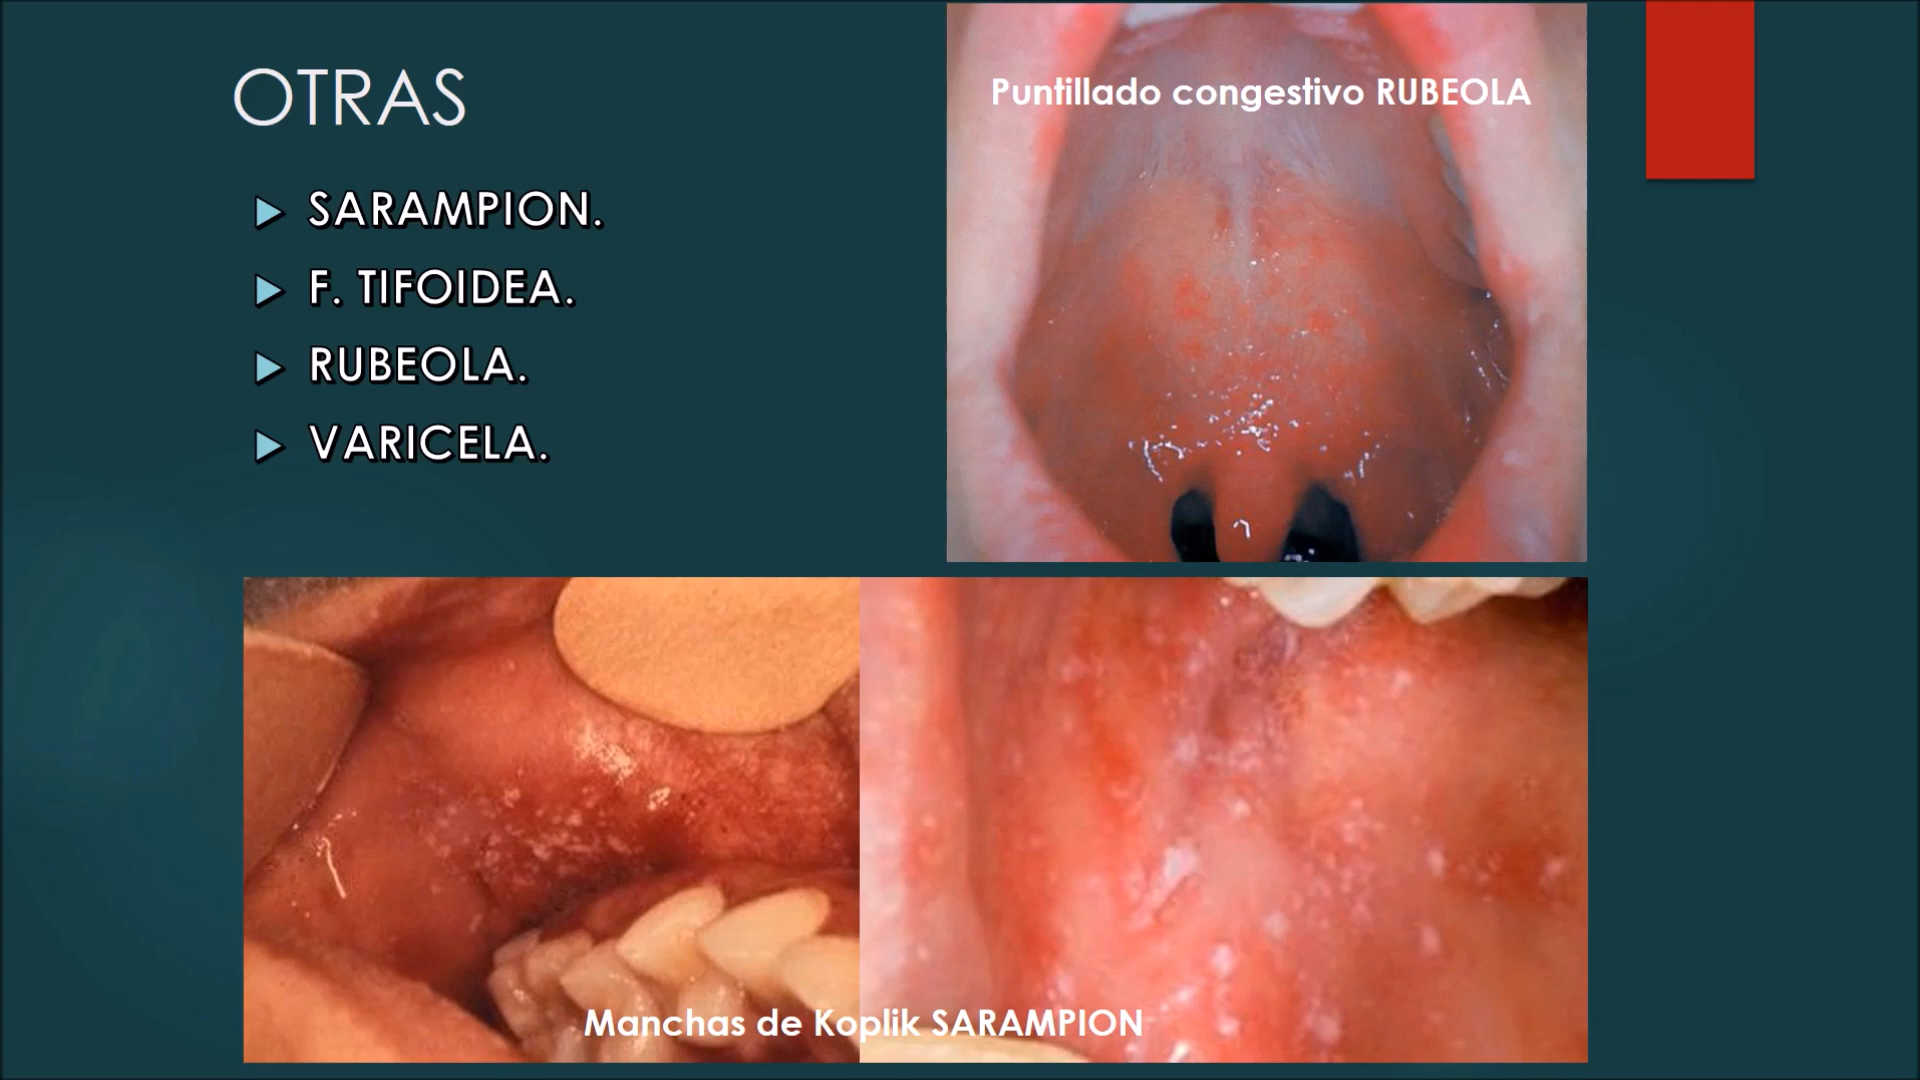 OTRAS
SARAMPION.
F. TIFOIDEA.
RUBEOLA.
VARICELA.
Puntillado congestivo RUBEOLA
Manchas de Koplik SARAMPION